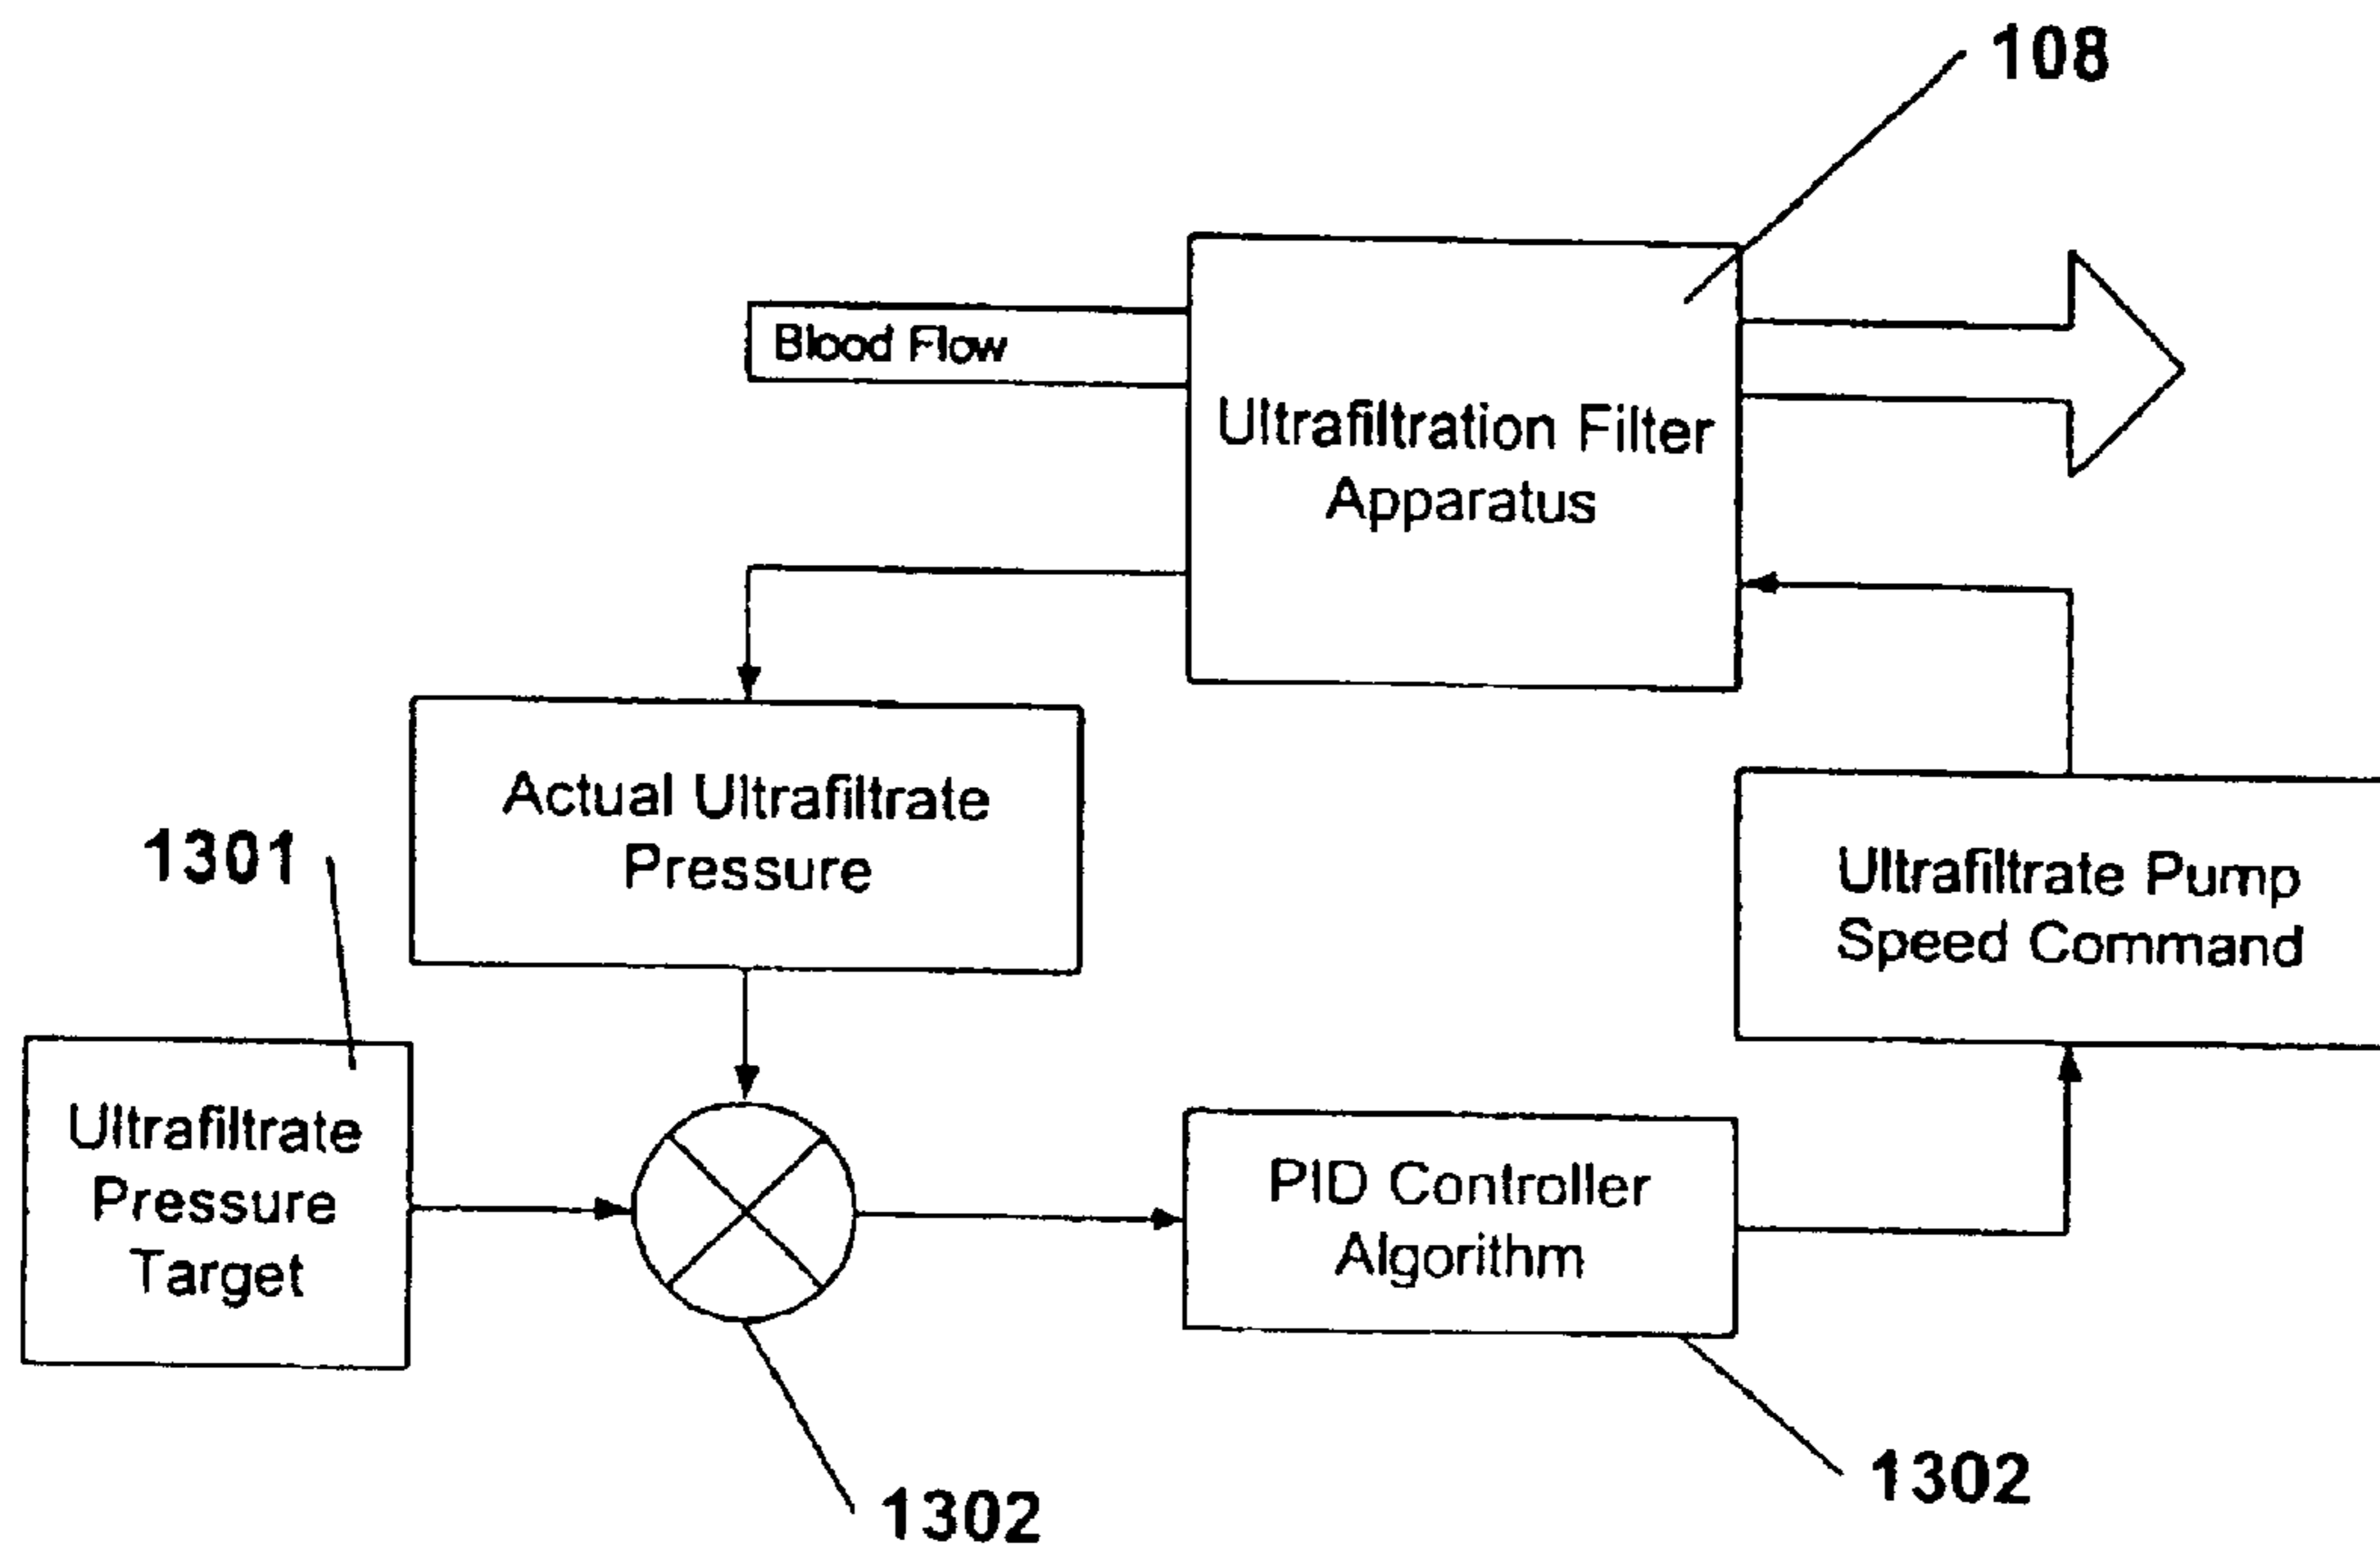 108
Blood Flow
Ultrafiltration Filter
Apparatus
Actual Ultrafiltrate
Pressure
1301
Ultrafiltrate Pump
Speed Command
Ultrafiltrate
Pressure
Target
PID Controller
Algorithm
1302
1302